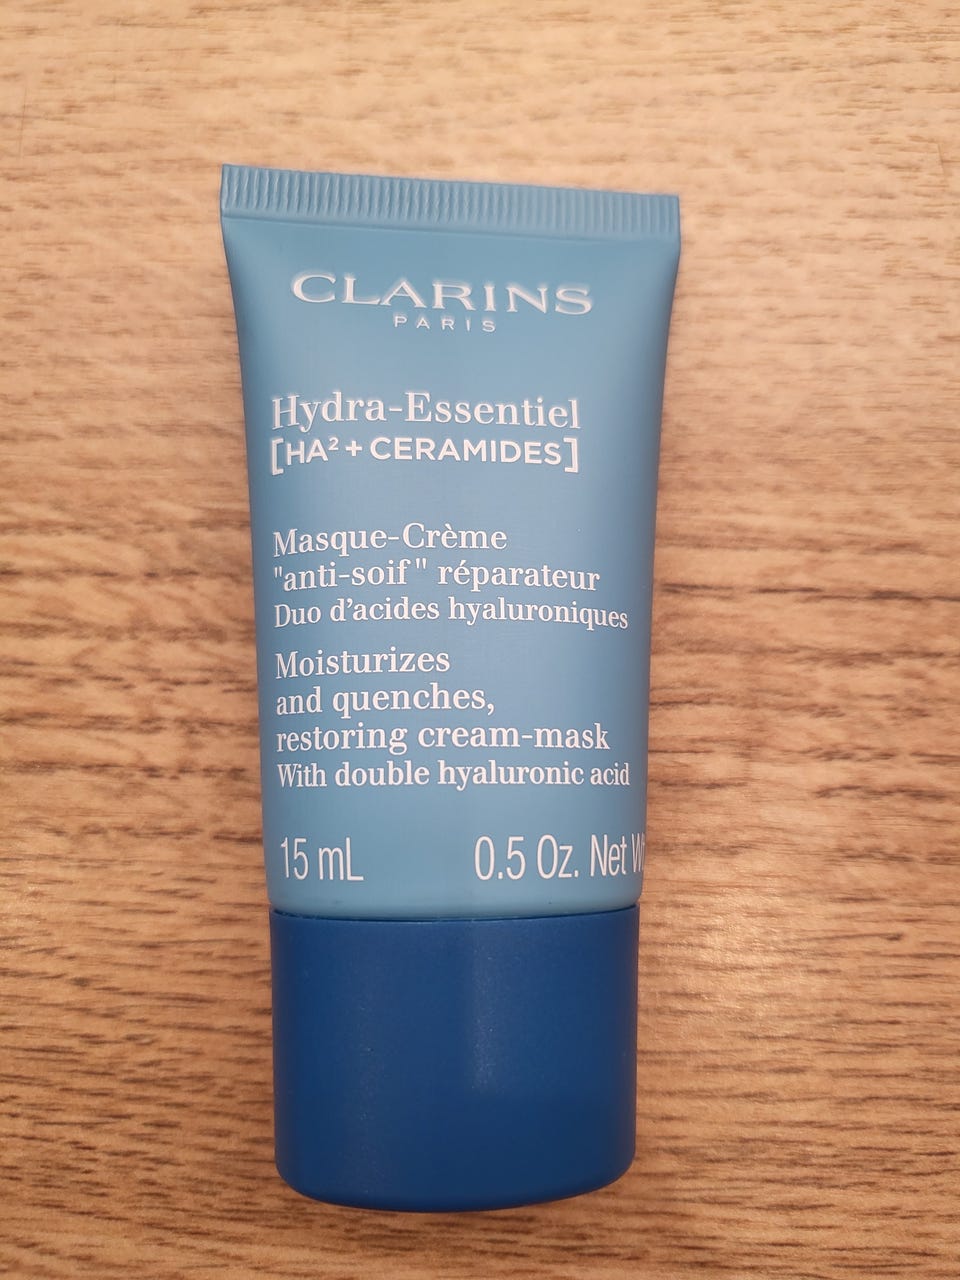 CLARINS
PARIS
Hydra-Essentiel
[HA² + CERAMIDES]
Masque-Crème
"anti-soif" réparateur
Duo d'acides hyaluroniques
Moisturizes
and quenches,
restoring cream-mask
With double hyaluronic acid
15 mL 0.5 Oz. Net